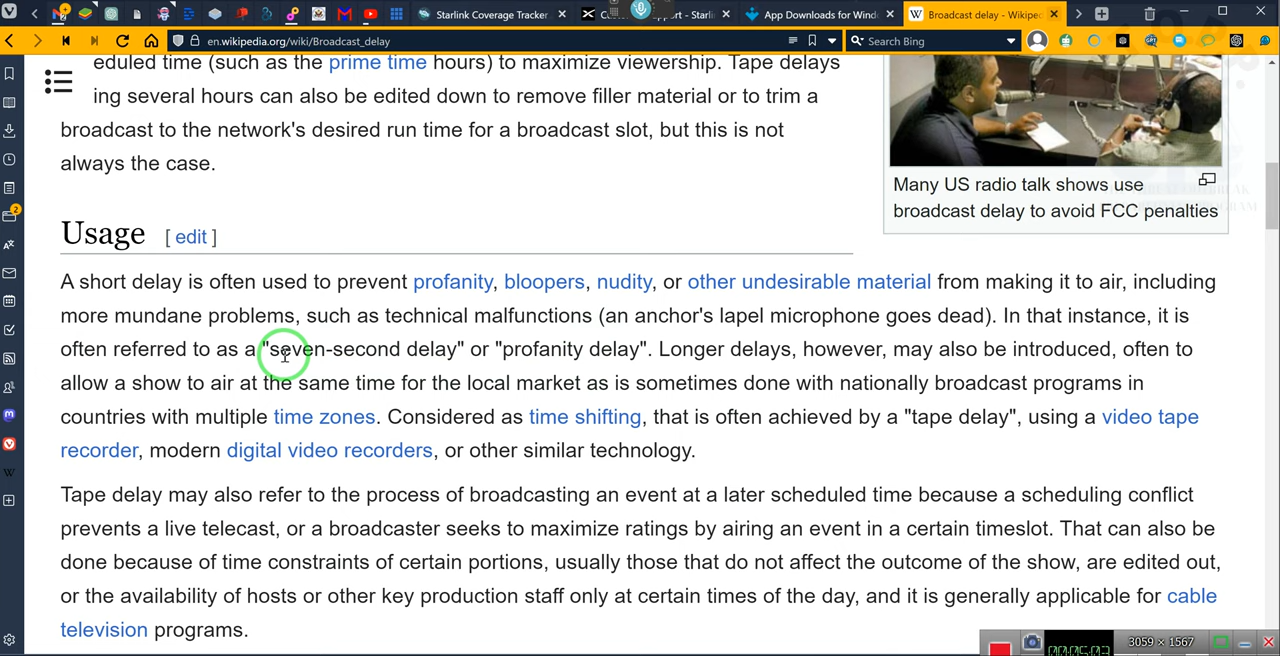 Starlink Coverage Tracker
App Downloads for Windo
Broadcast delay - Wikipedi
en.wikipedia.org/wiki/Broadcast_delay
Search Bing
eduled time (such as the prime time hours) to maximize viewership. Tape delays
ing several hours can also be edited down to remove filler material or to trim a
broadcast to the network's desired run time for a broadcast slot, but this is not
always the case.
Many US radio talk shows use
broadcast delay to avoid FCC penalties
Usage [ edit ]
A short delay is often used to prevent profanity, bloopers, nudity, or other undesirable material from making it to air, including
more mundane problems, such as technical malfunctions (an anchor's lapel microphone goes dead). In that instance, it is
often referred to as a "seven-second delay" or "profanity delay". Longer delays, however, may also be introduced, often to
allow a show to air at the same time for the local market as is sometimes done with nationally broadcast programs in
countries with multiple time zones. Considered as time shifting, that is often achieved by a "tape delay", using a video tape
recorder, modern digital video recorders, or other similar technology.
Tape delay may also refer to the process of broadcasting an event at a later scheduled time because a scheduling conflict
prevents a live telecast, or a broadcaster seeks to maximize ratings by airing an event in a certain timeslot. That can also be
done because of time constraints of certain portions, usually those that do not affect the outcome of the show, are edited out,
or the availability of hosts or other key production staff only at certain times of the day, and it is generally applicable for cable
television programs.
3059 × 1567